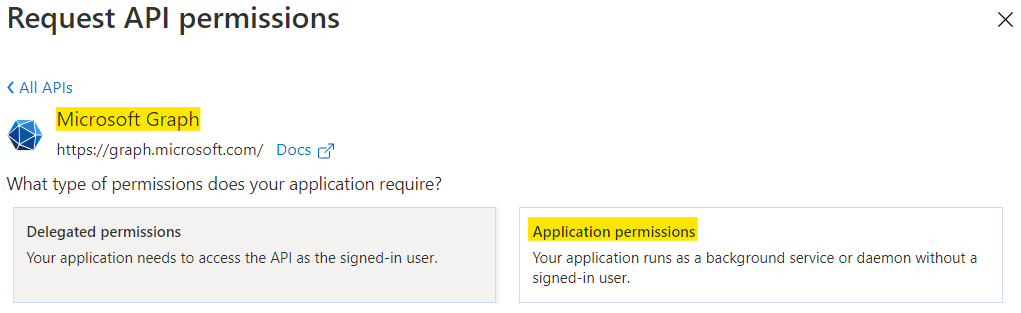 Request API permissions
All APIs
Microsoft Graph
https://graph.microsoft.com/ Docs
What type of permissions does your application require?
Delegated permissions
Your application needs to access the API as the signed-in user.
Application permissions
Your application runs as a background service or daemon without a
signed-in user.